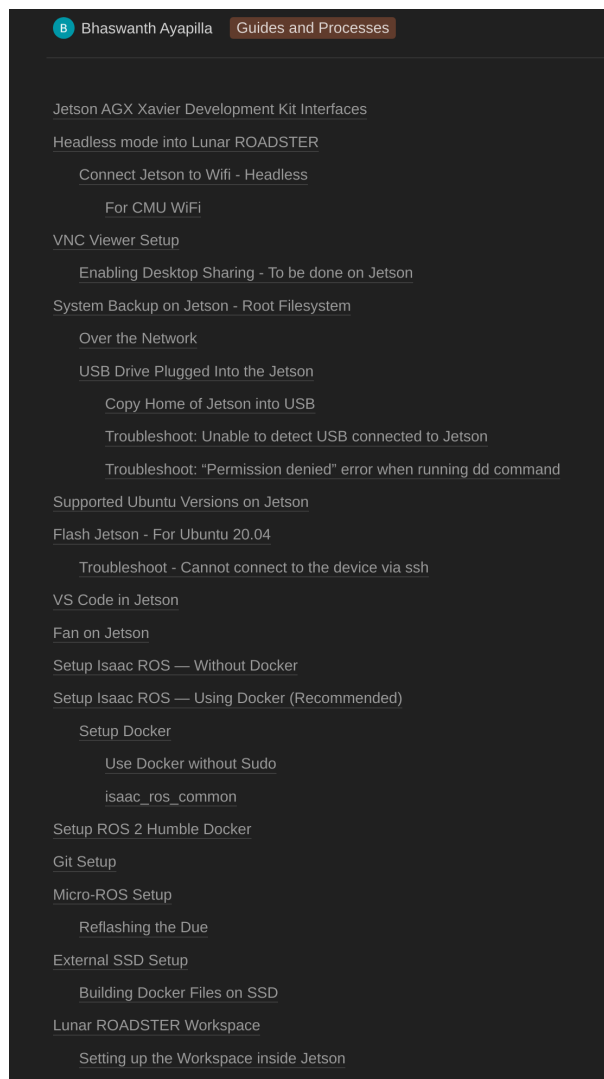 B Bhaswanth Ayapilla Guides and Processes
Jetson AGX Xavier Development Kit Interfaces
Headless mode into Lunar ROADSTER
Connect Jetson to Wifi - Headless
For CMU WiFi
VNC Viewer Setup
Enabling Desktop Sharing - To be done on Jetson
System Backup on Jetson - Root Filesystem
Over the Network
USB Drive Plugged Into the Jetson
Copy Home of Jetson into USB
Troubleshoot: Unable to detect USB connected to Jetson
Troubleshoot: “Permission denied” error when running dd command
Supported Ubuntu Versions on Jetson
Flash Jetson - For Ubuntu 20.04
Troubleshoot - Cannot connect to the device via ssh
VS Code in Jetson
Fan on Jetson
Setup Isaac ROS — Without Docker
Setup Isaac ROS — Using Docker (Recommended)
Setup Docker
Use Docker without Sudo
isaac_ros_common
Setup ROS 2 Humble Docker
Git Setup
Micro-ROS Setup
Reflashing the Due
External SSD Setup
Building Docker Files on SSD
Lunar ROADSTER Workspace
Setting up the Workspace inside Jetson